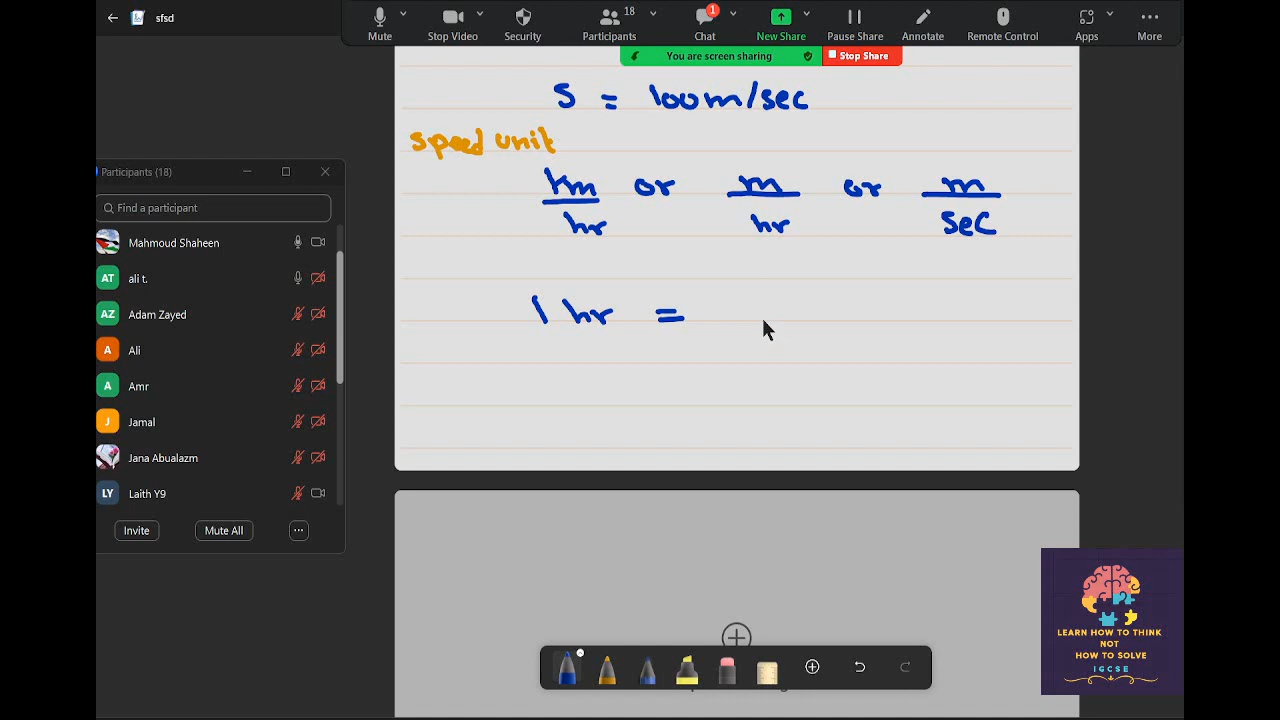 sfsd
18
1
Mute
Stop Video
Security
Participants
Chat
New Share
Pause Share
Annotate
Remote Control
Apps
More
You are screen sharing
Stop Share
S = 100m/sec
speed unit
km/hr or m/hr or m/sec
1 hr =
Participants (18)
Find a participant
Mahmoud Shaheen
AT ali t.
AZ Adam Zayed
A Ali
A Amr
J Jamal
Jana Abualazm
LY Laith Y9
Invite
Mute All
LEARN HOW TO THINK
NOT
HOW TO SOLVE
IGCSE